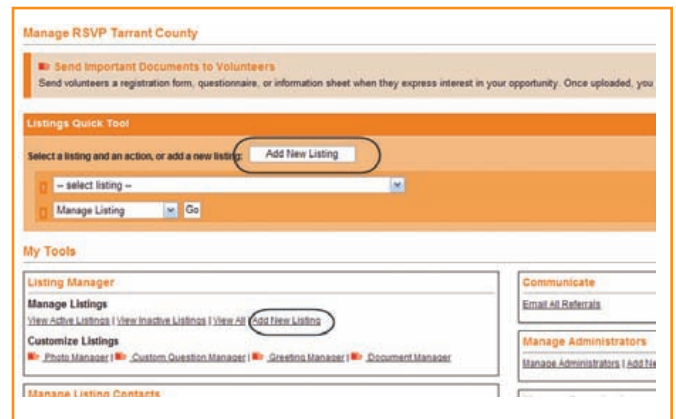 Manage RSVP Tarrant County
Send Important Documents to Volunteers
Send volunteers a registration form, questionnaire, or information sheet when they express interest in your opportunity. Once uploaded, you
Listings Quick Tool
Select a listing and an action, or add a new listing: Add New Listing
-- select listing --
Manage Listing Go
My Tools
Listing Manager
Manage Listings
View Active Listings | View Inactive Listings | View All | Add New Listing
Customize Listings
Photo Manager | Custom Question Manager | Greeting Manager | Document Manager
Manage Listing Contacts
Communicate
Email All Referrals
Manage Administrators
Manage Administrators | Add Ne